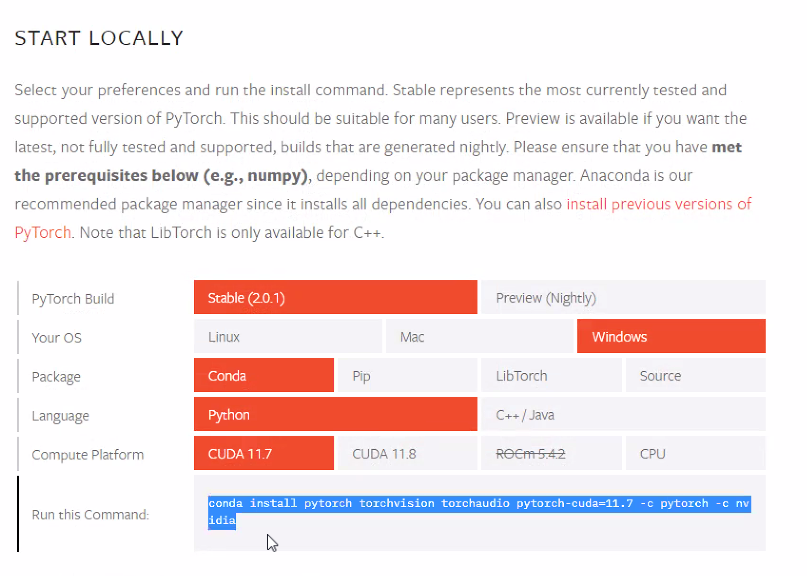 START LOCALLY
Select your preferences and run the install command. Stable represents the most currently tested and
supported version of PyTorch. This should be suitable for many users. Preview is available if you want the
latest, not fully tested and supported, builds that are generated nightly. Please ensure that you have met
the prerequisites below (e.g., numpy), depending on your package manager. Anaconda is our
recommended package manager since it installs all dependencies. You can also install previous versions of
PyTorch. Note that LibTorch is only available for C++.
PyTorch Build Stable (2.0.1) Preview (Nightly)
Your OS Linux Mac Windows
Package Conda Pip LibTorch Source
Language Python C++ / Java
Compute Platform CUDA 11.7 CUDA 11.8 ROCm 5.4.2 CPU
Run this Command: conda install pytorch torchvision torchaudio pytorch-cuda=11.7 -c pytorch -c nv
idia